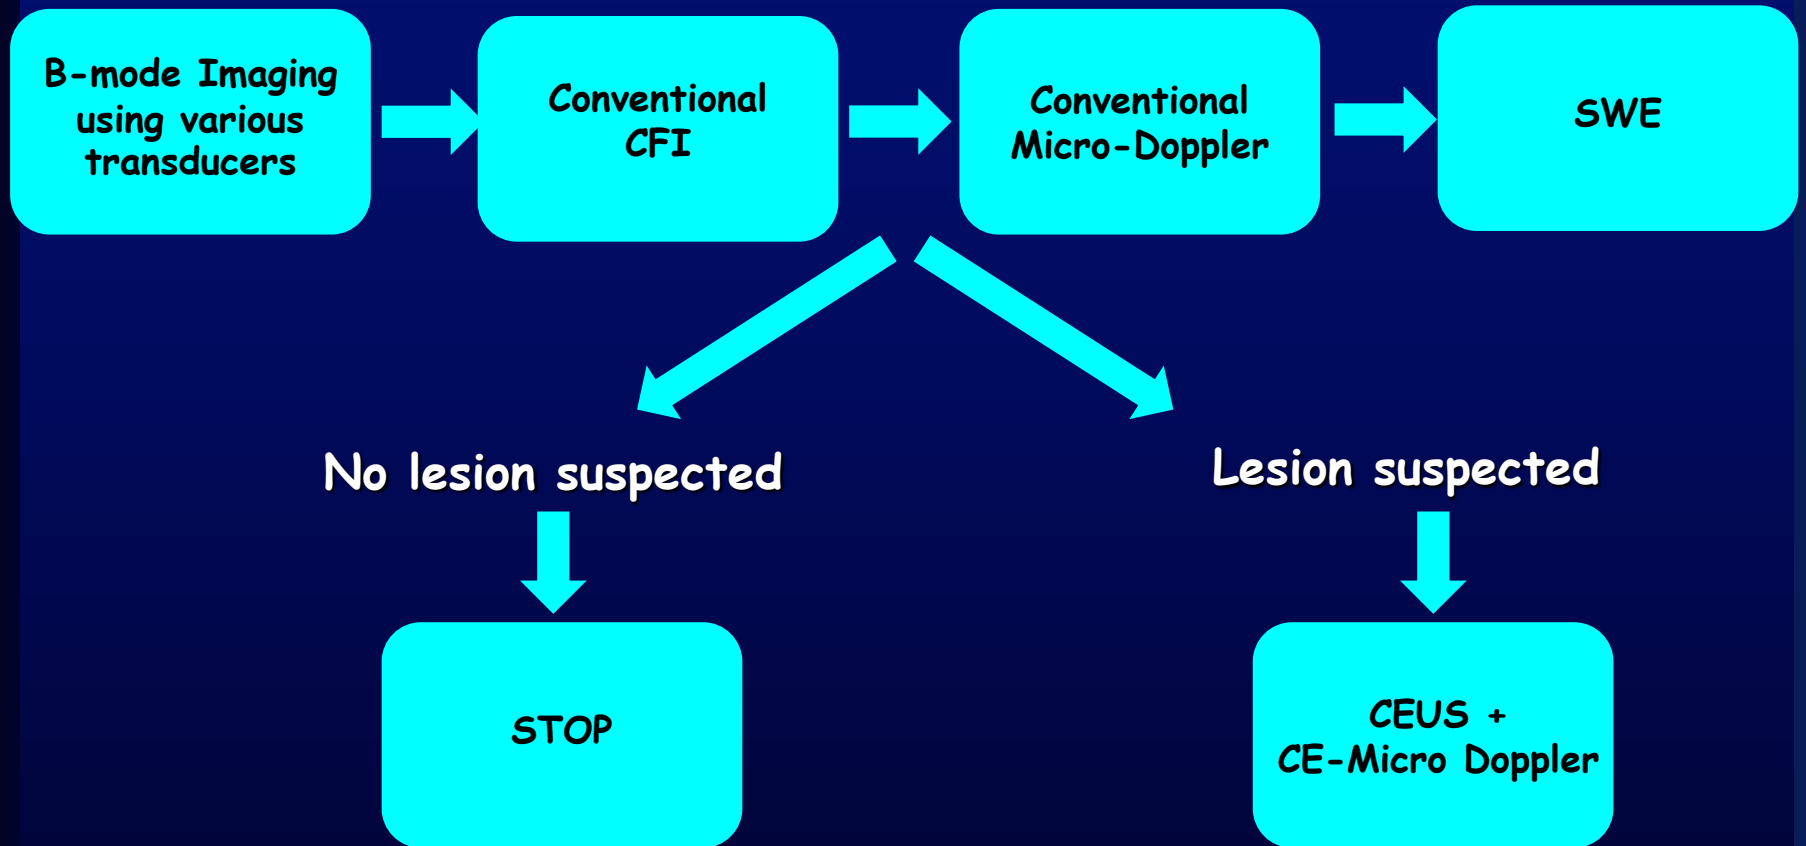 B-mode Imaging
using various
transducers
Conventional
CFI
Conventional
Micro-Doppler
SWE
No lesion suspected
Lesion suspected
STOP
CEUS +
CE-Micro Doppler